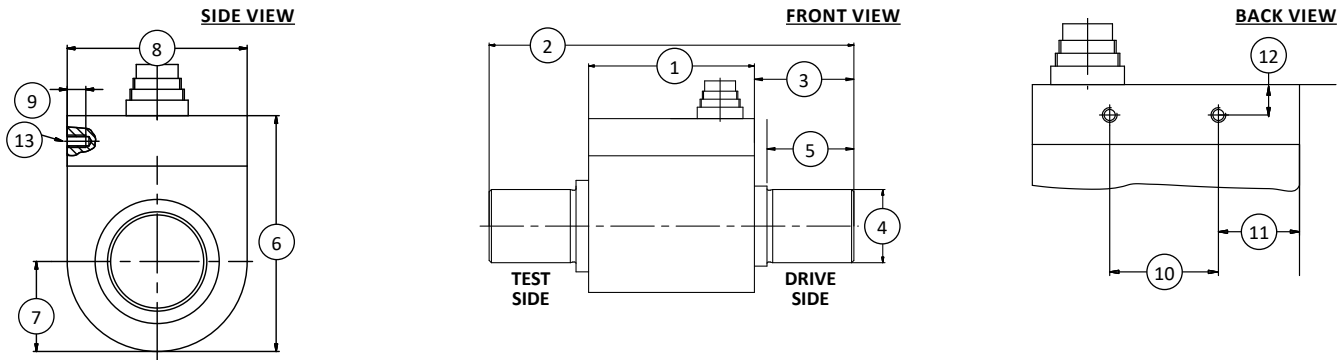 SIDE VIEW
8
9
13
6
7
FRONT VIEW
2
1
3
5
4
TEST
SIDE
DRIVE
SIDE
BACK VIEW
12
11
10